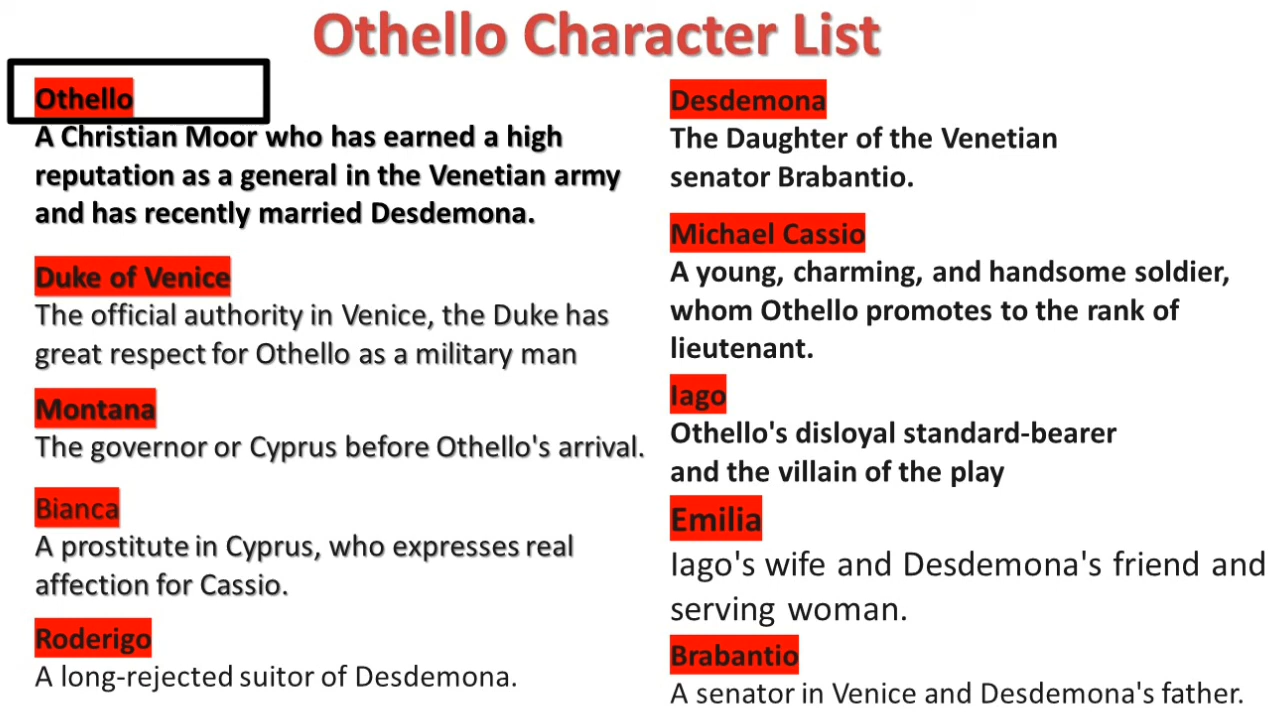 Othello Character List
Othello
A Christian Moor who has earned a high
reputation as a general in the Venetian army
and has recently married Desdemona.
Duke of Venice
The official authority in Venice, the Duke has
great respect for Othello as a military man
Montana
The governor or Cyprus before Othello's arrival.
Bianca
A prostitute in Cyprus, who expresses real
affection for Cassio.
Roderigo
A long-rejected suitor of Desdemona.
Desdemona
The Daughter of the Venetian
senator Brabantio.
Michael Cassio
A young, charming, and handsome soldier,
whom Othello promotes to the rank of
lieutenant.
Iago
Othello's disloyal standard-bearer
and the villain of the play
Emilia
Iago's wife and Desdemona's friend and
serving woman.
Brabantio
A senator in Venice and Desdemona's father.